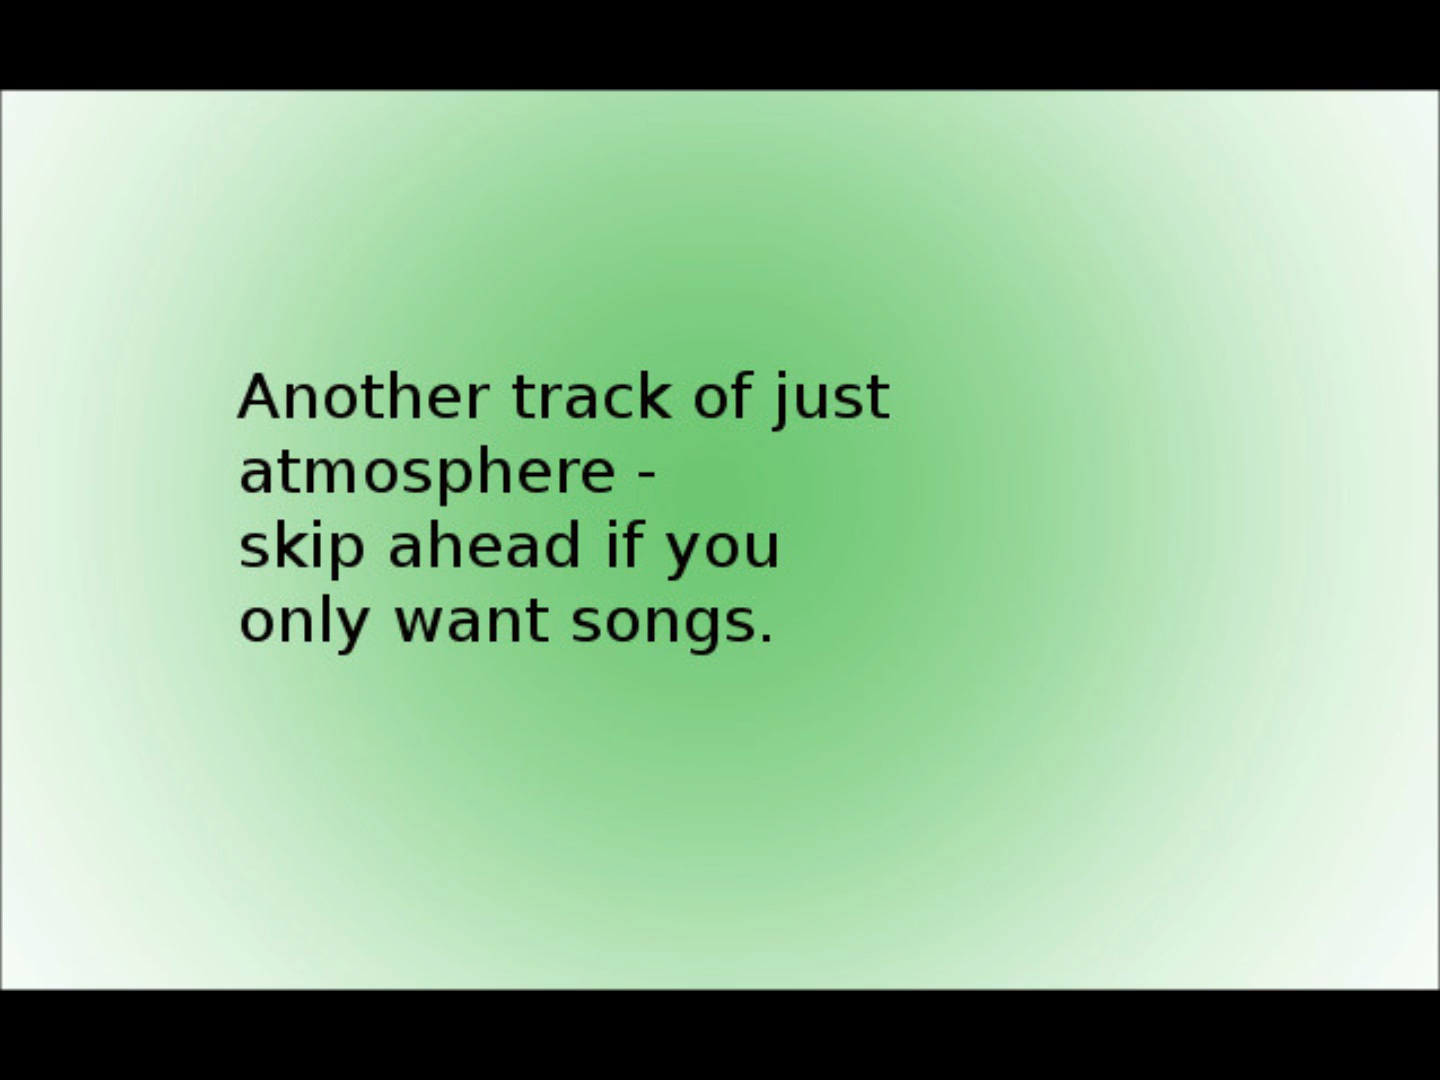 Another track of just
atmosphere -
skip ahead if you
only want songs.